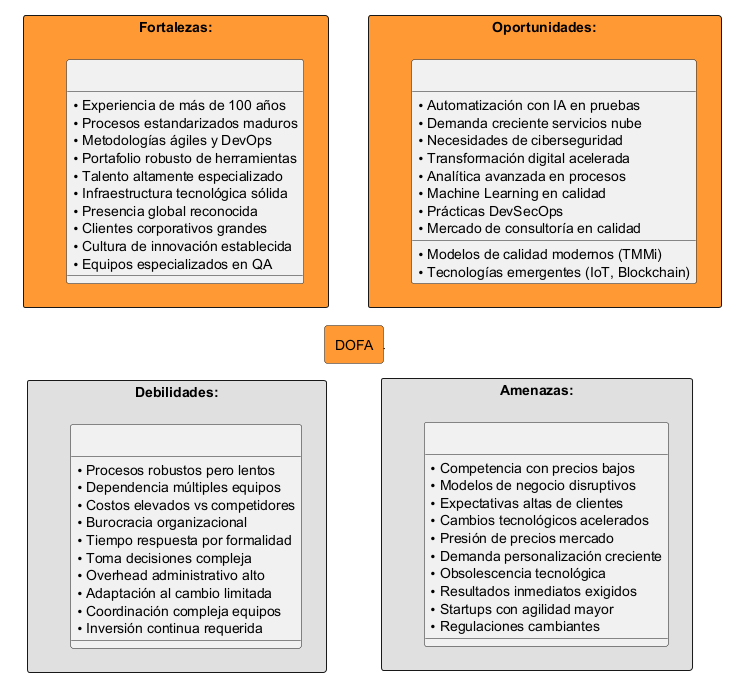 Fortalezas:
• Experiencia de más de 100 años
• Procesos estandarizados maduros
• Metodologías ágiles y DevOps
• Portafolio robusto de herramientas
• Talento altamente especializado
• Infraestructura tecnológica sólida
• Presencia global reconocida
• Clientes corporativos grandes
• Cultura de innovación establecida
• Equipos especializados en QA
Oportunidades:
• Automatización con IA en pruebas
• Demanda creciente servicios nube
• Necesidades de ciberseguridad
• Transformación digital acelerada
• Analítica avanzada en procesos
• Machine Learning en calidad
• Prácticas DevSecOps
• Mercado de consultoría en calidad
• Modelos de calidad modernos (TMMi)
• Tecnologías emergentes (IoT, Blockchain)
DOFA
Debilidades:
• Procesos robustos pero lentos
• Dependencia múltiples equipos
• Costos elevados vs competidores
• Burocracia organizacional
• Tiempo respuesta por formalidad
• Toma decisiones compleja
• Overhead administrativo alto
• Adaptación al cambio limitada
• Coordinación compleja equipos
• Inversión continua requerida
Amenazas:
• Competencia con precios bajos
• Modelos de negocio disruptivos
• Expectativas altas de clientes
• Cambios tecnológicos acelerados
• Presión de precios mercado
• Demanda personalización creciente
• Obsolescencia tecnológica
• Resultados inmediatos exigidos
• Startups con agilidad mayor
• Regulaciones cambiantes